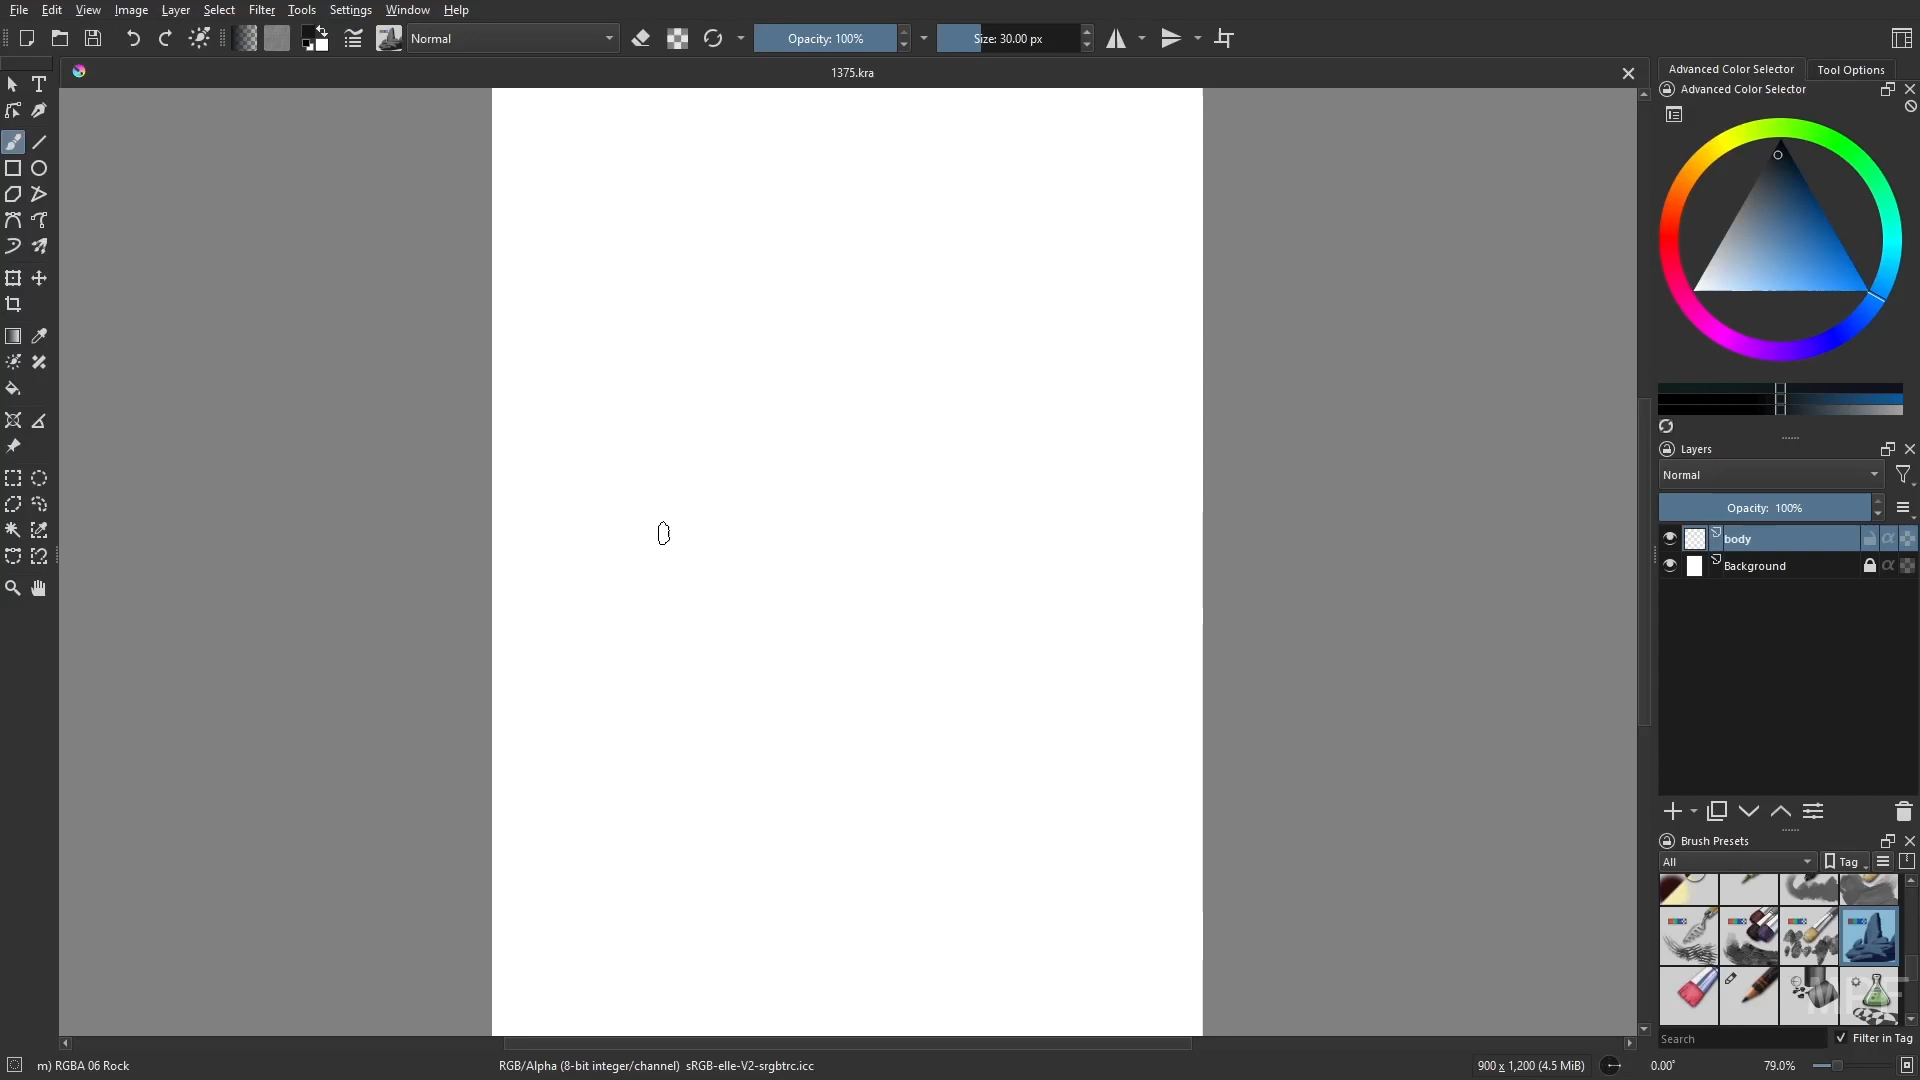 File Edit View Image Layer Select Filter Tools Settings Window Help
Normal Opacity: 100% Size: 30.00 px
1375.kra
Advanced Color Selector Tool Options
Advanced Color Selector
Layers
Normal
Opacity: 100%
body
Background
Brush Presets
All Tag
Search Filter in Tag
m) RGBA 06 Rock RGB/Alpha (8-bit integer/channel) sRGB-elle-V2-srgbtrc.icc 900 x 1,200 (4.5 MiB) 0.00° 79.0%